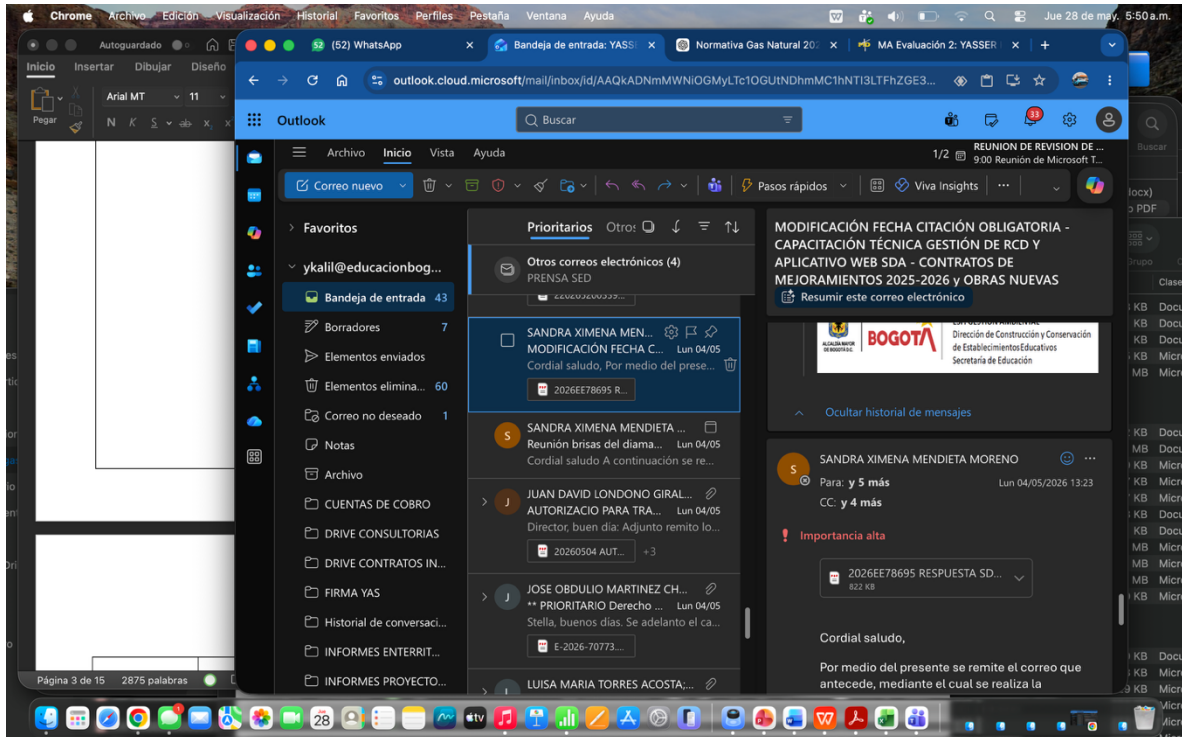 Chrome Archivo Edición Visualización Historial Favoritos Perfiles Pestaña Ventana Ayuda
Jue 28 de may. 5:50 a.m.
Autoguardado
Inicio Insertar Dibujar Diseño
Arial MT 11
Pegar
N K S ab x
Página 3 de 15 2875 palabras
(52) WhatsApp
Bandeja de entrada: YASS
Normativa Gas Natural 202
MA Evaluación 2: YASSER
outlook.cloud.microsoft/mail/inbox/id/AAQkADNmMWNiOGMyLTc1OGUtNDhmMC1hNTI3LTFhZGE3...
Outlook
Buscar
33
Archivo Inicio Vista Ayuda
1/2 REUNION DE REVISION DE ...
9:00 Reunión de Microsoft T...
Correo nuevo
Pasos rápidos
Viva Insights
Favoritos
ykalil@educacionbog...
Bandeja de entrada 43
Borradores 7
Elementos enviados
Elementos elimina... 60
Correo no deseado 1
Notas
Archivo
CUENTAS DE COBRO
DRIVE CONSULTORIAS
DRIVE CONTRATOS IN...
FIRMA YAS
Historial de conversaci...
INFORMES ENTERRIT...
INFORMES PROYECTO...
Prioritarios Otros
Otros correos electrónicos (4)
PRENSA SED
SANDRA XIMENA MEN...
MODIFICACIÓN FECHA C... Lun 04/05
Cordial saludo, Por medio del prese...
2026EE78695 R...
S
SANDRA XIMENA MENDIETA ...
Reunión brisas del diama... Lun 04/05
Cordial saludo A continuación se re...
J
JUAN DAVID LONDONO GIRAL...
AUTORIZACIO PARA TRA... Lun 04/05
Director, buen dia: Adjunto remito lo...
20260504 AUT... +3
J
JOSE OBDULIO MARTINEZ CH...
** PRIORITARIO Derecho ... Lun 04/05
Stella, buenos días. Se adelanto el ca...
E-2026-70773....
LUISA MARIA TORRES ACOSTA;...
MODIFICACIÓN FECHA CITACIÓN OBLIGATORIA -
CAPACITACIÓN TÉCNICA GESTIÓN DE RCD Y
APLICATIVO WEB SDA - CONTRATOS DE
MEJORAMIENTOS 2025-2026 y OBRAS NUEVAS
Resumir este correo electrónico
ALCALDÍA MAYOR
DE BOGOTÁ D.C.
BOGOTÁ
Dirección de Construcción y Conservación
de Establecimientos Educativos
Secretaría de Educación
Ocultar historial de mensajes
S
SANDRA XIMENA MENDIETA MORENO
Para: y 5 más Lun 04/05/2026 13:23
CC: y 4 más
Importancia alta
2026EE78695 RESPUESTA SD...
822 KB
Cordial saludo,
Por medio del presente se remite el correo que
antecede, mediante el cual se realiza la
Buscar
PDF
Clase
28
tv